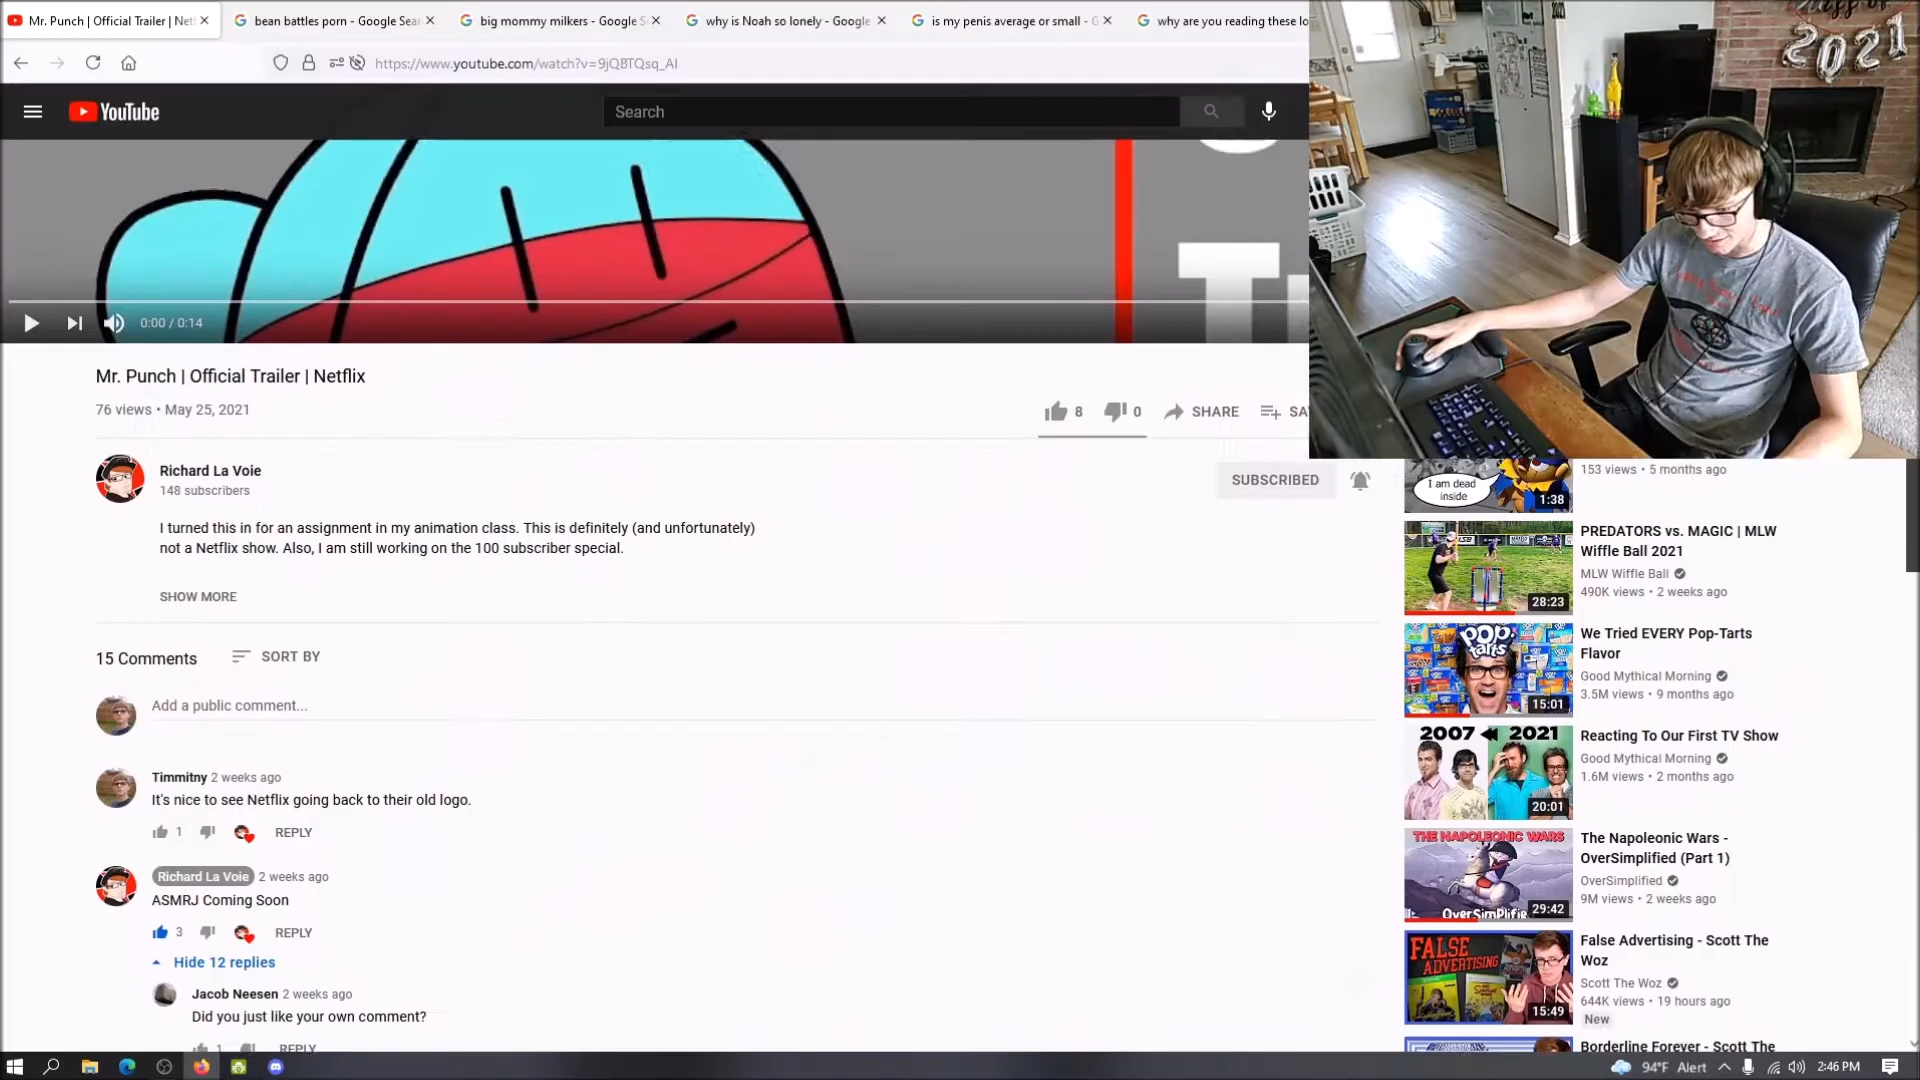 Mr. Punch | Official Trailer | Net
bean battles porn - Google Sea
big mommy milkers - Google S
why is Noah so lonely - Google
is my penis average or small - G
why are you reading these lo
https://www.youtube.com/watch?v=9jQBTQsq_AI
YouTube
Search
2021
T
0:00 / 0:14
Mr. Punch | Official Trailer | Netflix
76 views • May 25, 2021
8
0
SHARE
SA
Richard La Voie
148 subscribers
SUBSCRIBED
I turned this in for an assignment in my animation class. This is definitely (and unfortunately)
not a Netflix show. Also, I am still working on the 100 subscriber special.
SHOW MORE
15 Comments
SORT BY
Add a public comment...
Timmitny 2 weeks ago
It's nice to see Netflix going back to their old logo.
1
REPLY
Richard La Voie 2 weeks ago
ASMRJ Coming Soon
3
REPLY
Hide 12 replies
Jacob Neesen 2 weeks ago
Did you just like your own comment?
1
REPLY
I am dead
inside
1:38
153 views • 5 months ago
28:23
PREDATORS vs. MAGIC | MLW
Wiffle Ball 2021
MLW Wiffle Ball
490K views • 2 weeks ago
POP
tarts
15:01
We Tried EVERY Pop-Tarts
Flavor
Good Mythical Morning
3.5M views • 9 months ago
2007
2021
20:01
Reacting To Our First TV Show
Good Mythical Morning
1.6M views • 2 months ago
THE NAPOLEONIC WARS
OverSimplifie
29:42
The Napoleonic Wars -
OverSimplified (Part 1)
OverSimplified
9M views • 2 weeks ago
FALSE
ADVERTISING
15:49
False Advertising - Scott The
Woz
Scott The Woz
644K views • 19 hours ago
New
Borderline Forever - Scott The
94°F Alert
2:46 PM